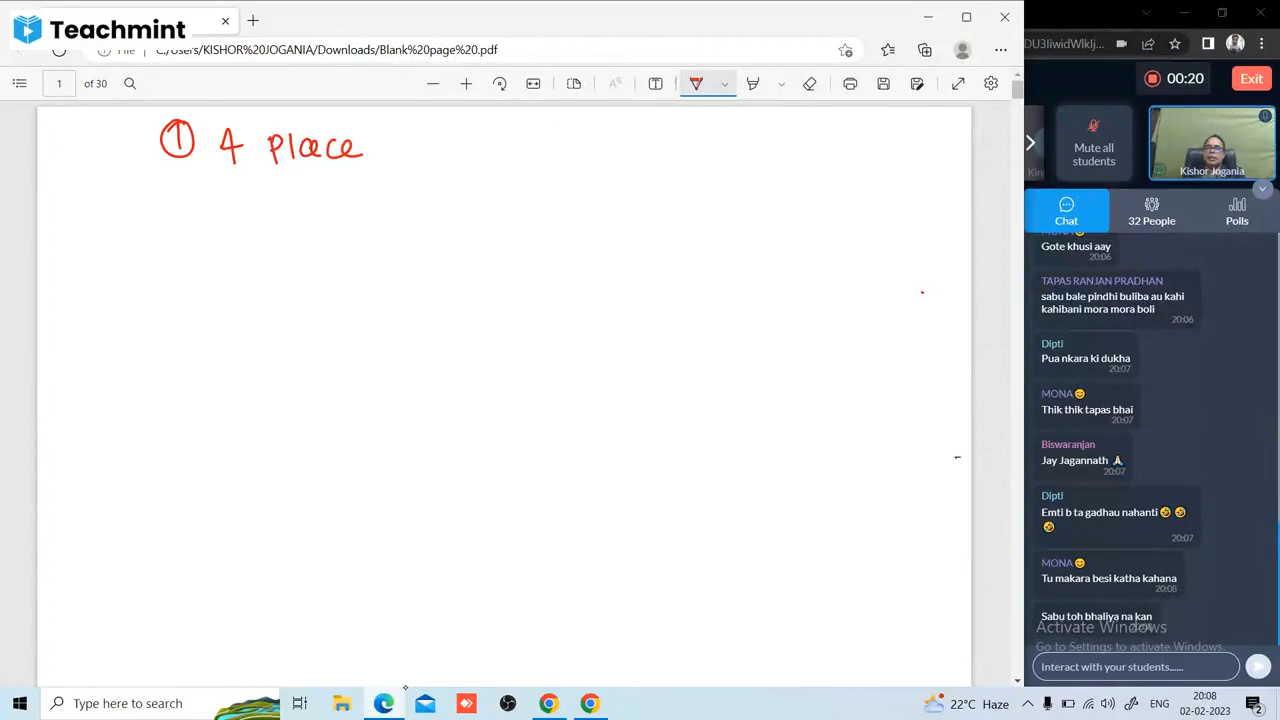 Teachmint
File
C:/Users/KISHOR%20JOGANIA/Downloads/Blank%20page%20.pdf
1 of 30
① 4 place
00:20
Exit
Mute all
students
Kishor Jogania
Chat
32 People
Polls
Gote khusi aay
20:06
TAPAS RANJAN PRADHAN
sabu bale pindhi buliba au kahi
kahibani mora mora boli
20:06
Dipti
Pua nkara ki dukha
20:07
MONA😊
Thik thik tapas bhai
20:07
Biswaranjan
Jay Jagannath 🙏🏻
20:07
Dipti
Emti b ta gadhau nahanti 🤣 🤣
🤣
20:07
MONA😊
Tu makara besi katha kahana
20:08
Sabu toh bhaliya na kan
Activate Windows
Go to Settings to activate Windows.
Interact with your students......
Type here to search
22°C Haze
ENG
20:08
02-02-2023
2